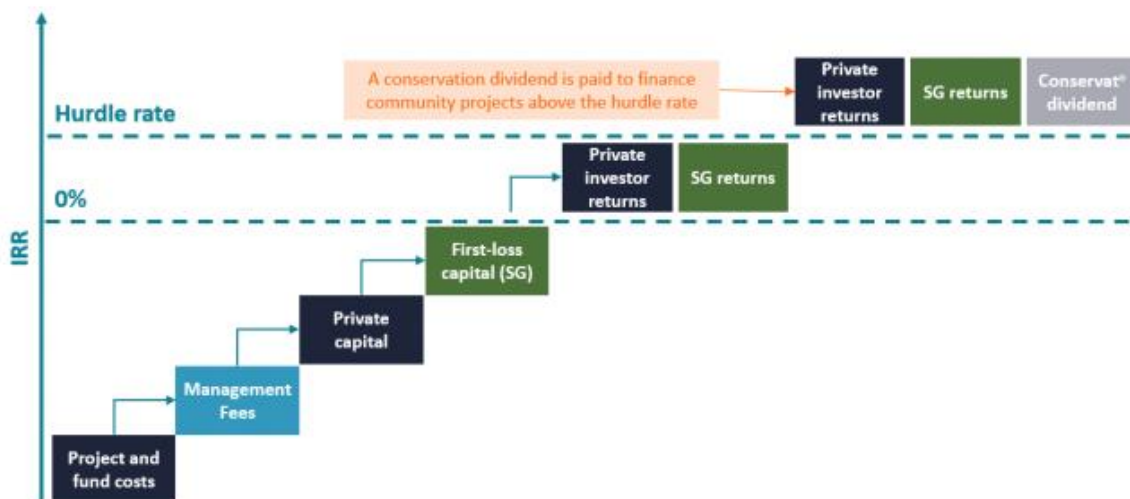 A conservation dividend is paid to finance
community projects above the hurdle rate
Private
investor
returns
SG returns
Conservatº
dividend
Hurdle rate
Private
investor
returns
SG returns
0%
First-loss
capital (SG)
IRR
Private
capital
Management
Fees
Project and
fund costs